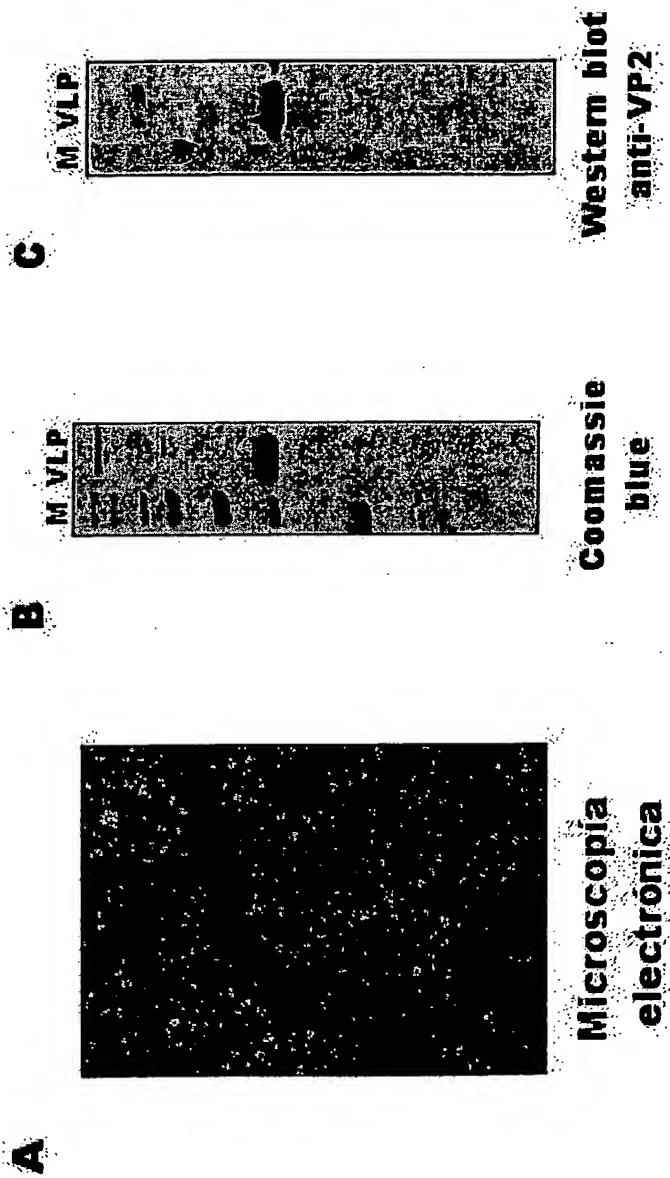 A
Microscopía
electrónica
B
M VLP
Coomassie
blue
C
M VLP
Western blot
anti-VP2